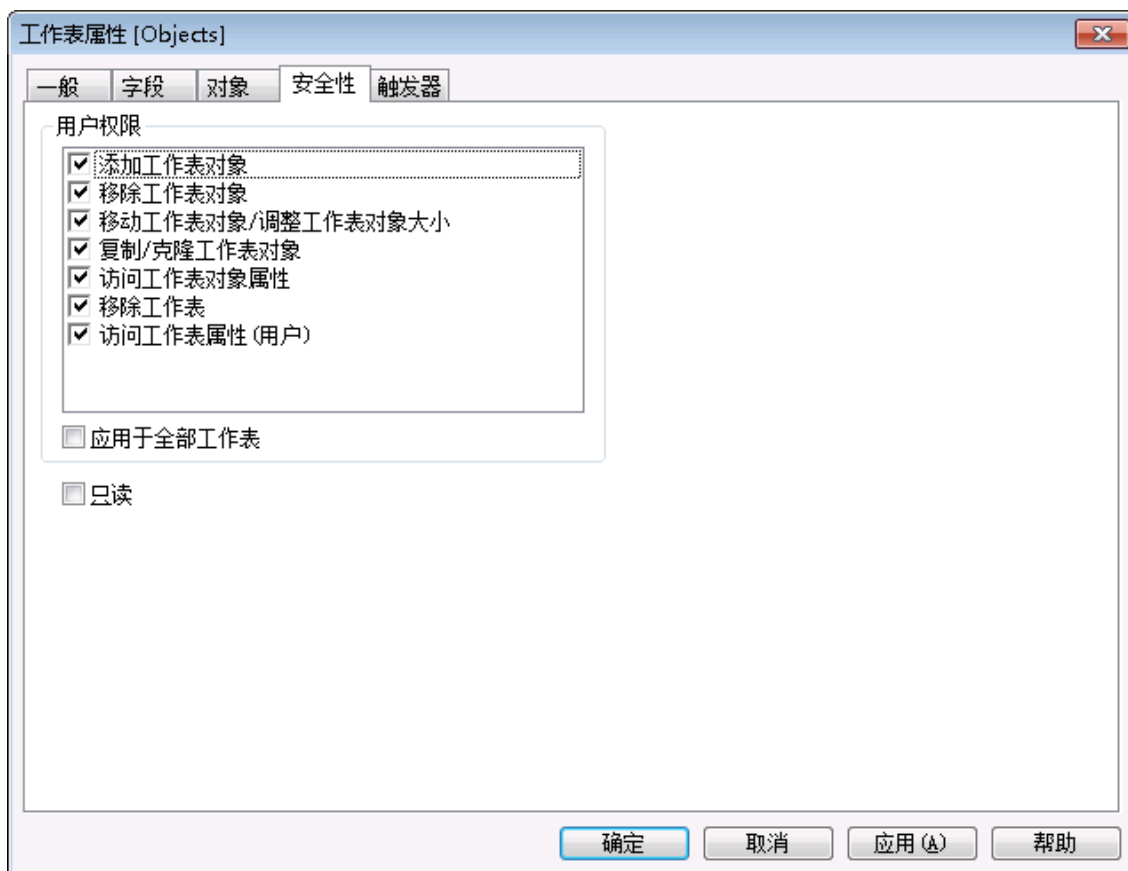 工作表属性 [Objects]
一般 字段 对象 安全性 触发器
用户权限
添加工作表对象
移除工作表对象
移动工作表对象/调整工作表对象大小
复制/克隆工作表对象
访问工作表对象属性
移除工作表
访问工作表属性(用户)
应用于全部工作表
只读
确定 取消 应用(A) 帮助